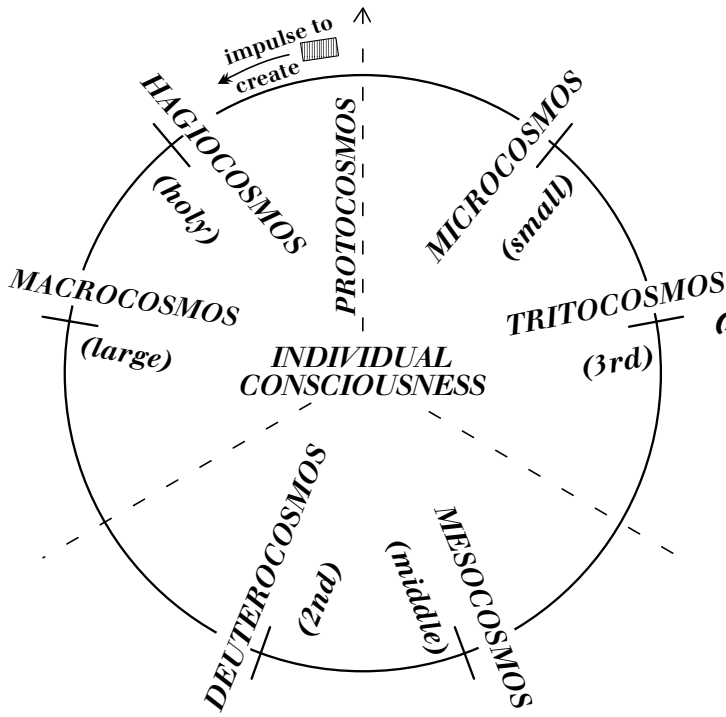 impulse to
create
HAGIOCOSMOS
(holy)
PROTOCOSMOS
MICROCOSMOS
(small)
MACROCOSMOS
(large)
TRITOCOSMOS
(3rd)
INDIVIDUAL
CONSCIOUSNESS
DEUTEROCOSMOS
(2nd)
MESOCOSMOS
(middle)